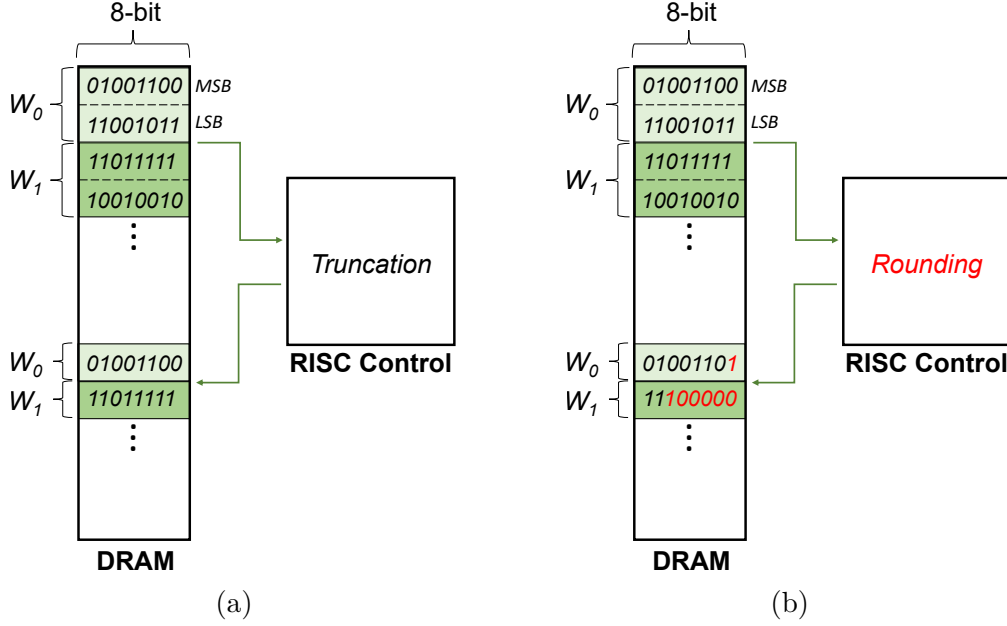 8-bit
W0
01001100 MSB
11001011 LSB
W1
11011111
10010010
Truncation
RISC Control
W0
01001100
W1
11011111
DRAM
(a)
8-bit
W0
01001100 MSB
11001011 LSB
W1
11011111
10010010
Rounding
RISC Control
W0
01001101
W1
11100000
DRAM
(b)